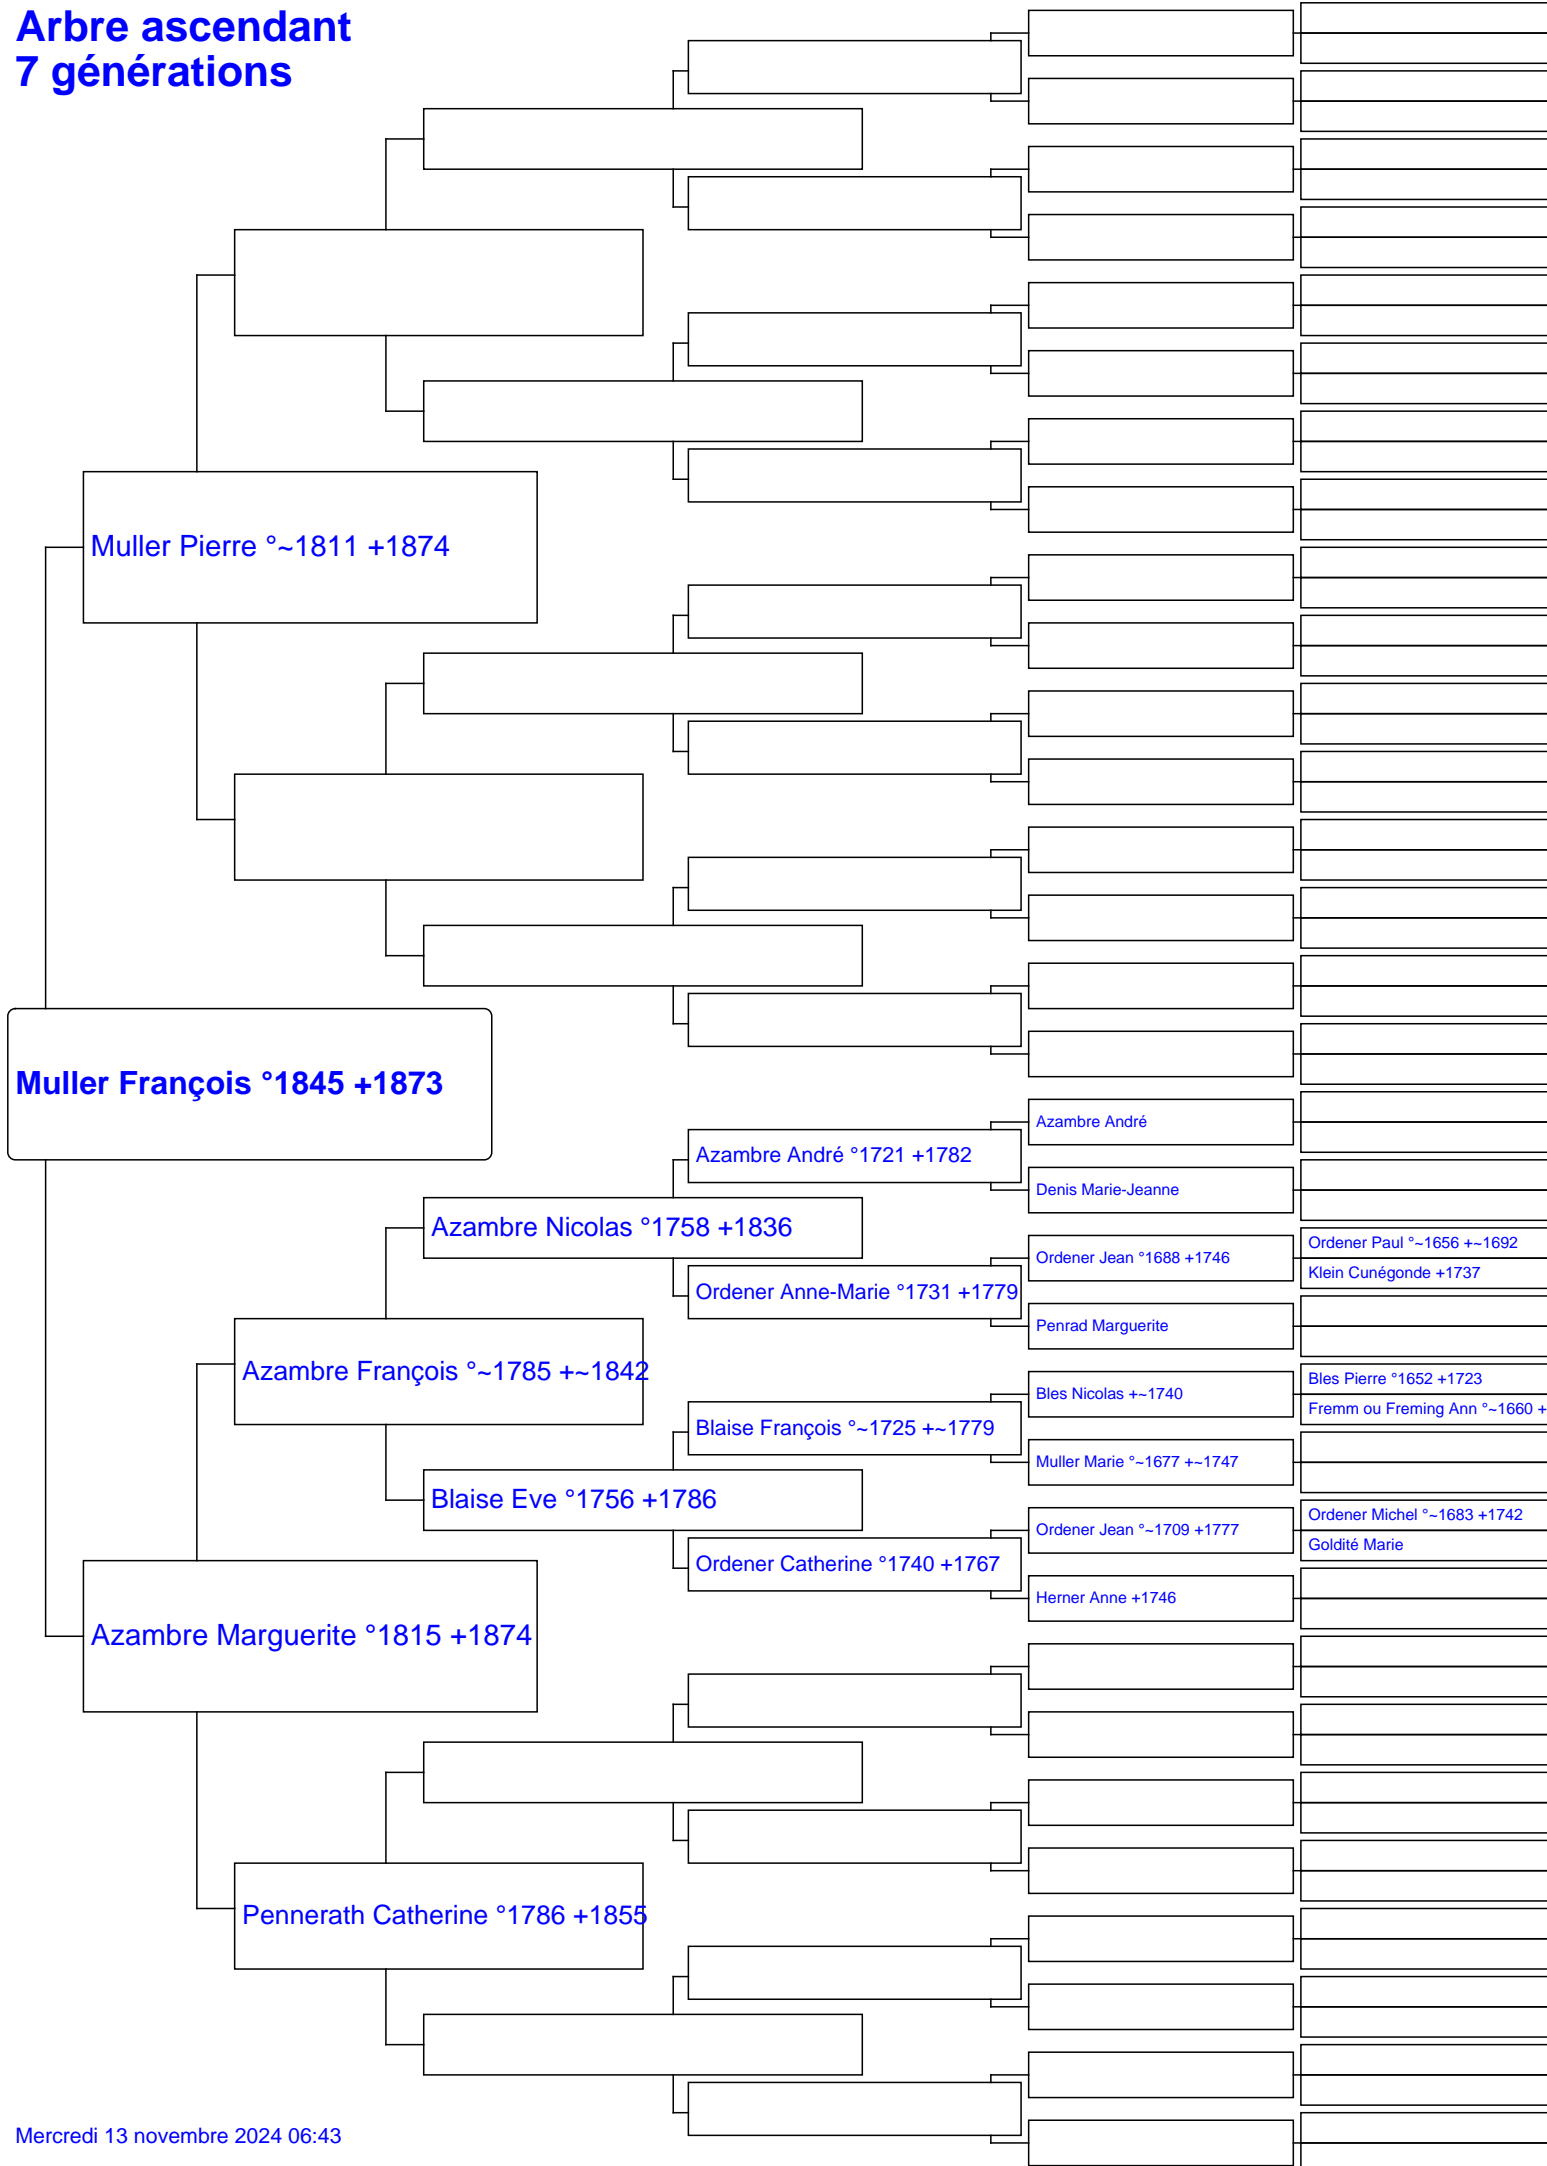 Arbre ascendant
7 générations
Muller Pierre °~1811 +1874
Muller François °1845 +1873
Azambre André
Azambre André °1721 +1782
Denis Marie-Jeanne
Azambre Nicolas °1758 +1836
Ordener Paul °~1656 +~1692
Ordener Jean °1688 +1746
Klein Cunégonde +1737
Ordener Anne-Marie °1731 +1779
Penrad Marguerite
Azambre François °~1785 +~1842
Bles Pierre °1652 +1723
Bles Nicolas +~1740
Fremm ou Freming Ann °~1660 +
Blaise François °~1725 +~1779
Muller Marie °~1677 +~1747
Blaise Eve °1756 +1786
Ordener Michel °~1683 +1742
Ordener Jean °~1709 +1777
Goldité Marie
Ordener Catherine °1740 +1767
Herner Anne +1746
Azambre Marguerite °1815 +1874
Pennerath Catherine °1786 +1855
Mercredi 13 novembre 2024 06:43